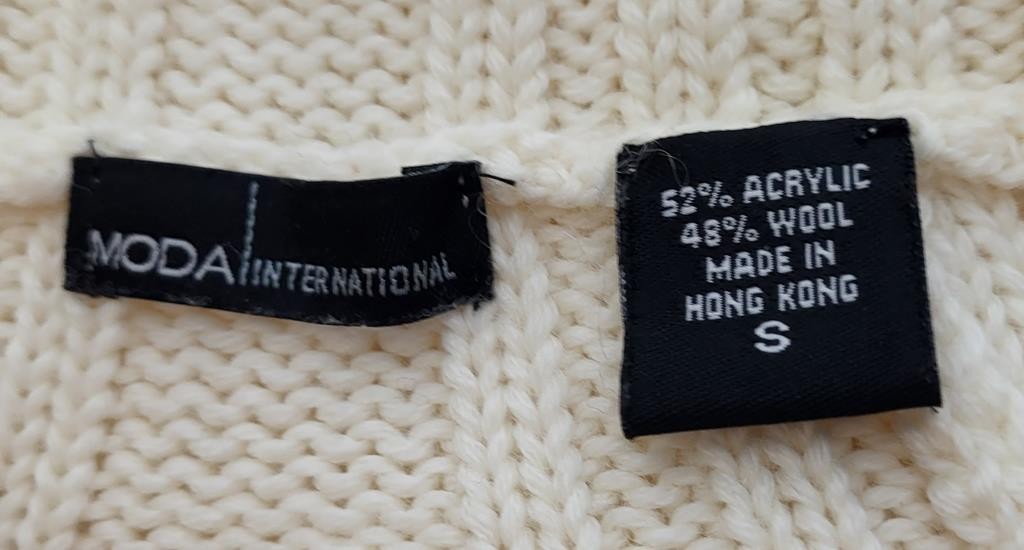 MODA INTERNATIONAL
52% ACRYLIC
48% WOOL
MADE IN
HONG KONG
S